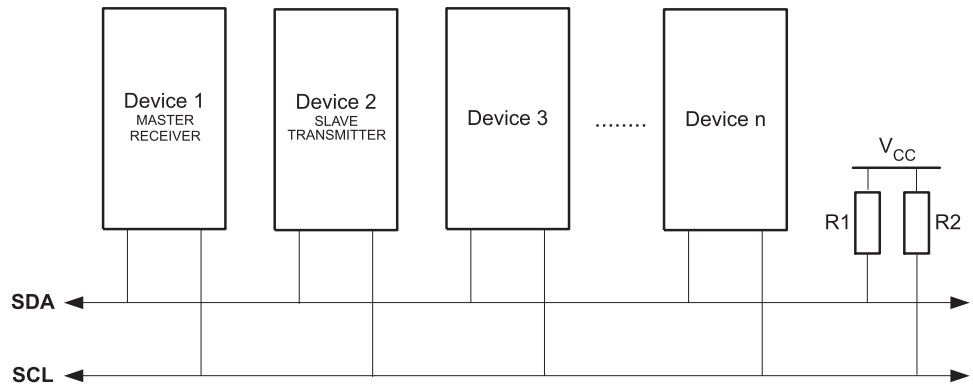 Device 1
MASTER
RECEIVER
Device 2
SLAVE
TRANSMITTER
Device 3
........
Device n
VCC
R1
R2
SDA
SCL